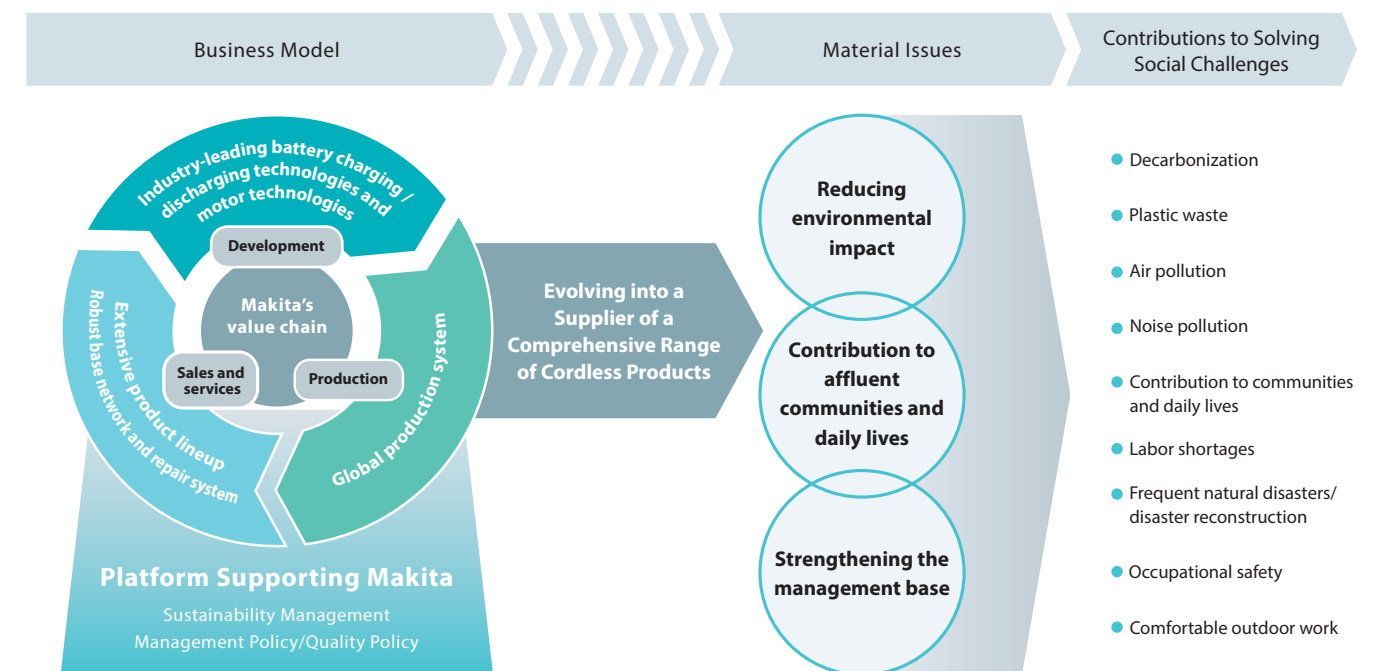 Business Model
Material Issues
Contributions to Solving
Social Challenges
Industry-leading battery charging /
discharging technologies and
motor technologies
Development
Makita’s
value chain
Sales and
services
Production
Extensive product lineup
Robust base network and repair system
Global production system
Evolving into a
Supplier of a
Comprehensive Range
of Cordless Products
Platform Supporting Makita
Sustainability Management
Management Policy/Quality Policy
Reducing
environmental
impact
Contribution to
affluent
communities and
daily lives
Strengthening the
management base
Decarbonization
Plastic waste
Air pollution
Noise pollution
Contribution to communities
and daily lives
Labor shortages
Frequent natural disasters/
disaster reconstruction
Occupational safety
Comfortable outdoor work